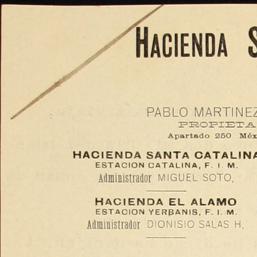 HACIENDA S
PABLO MARTINEZ
PROPIETA
Apartado 250 Méx
HACIENDA SANTA CATALINA
ESTACION CATALINA, F. I. M.
Administrador MIGUEL SOTO,
HACIENDA EL ALAMO
ESTACION YERBANIS, F. I. M.
Administrador DIONISIO SALAS H,